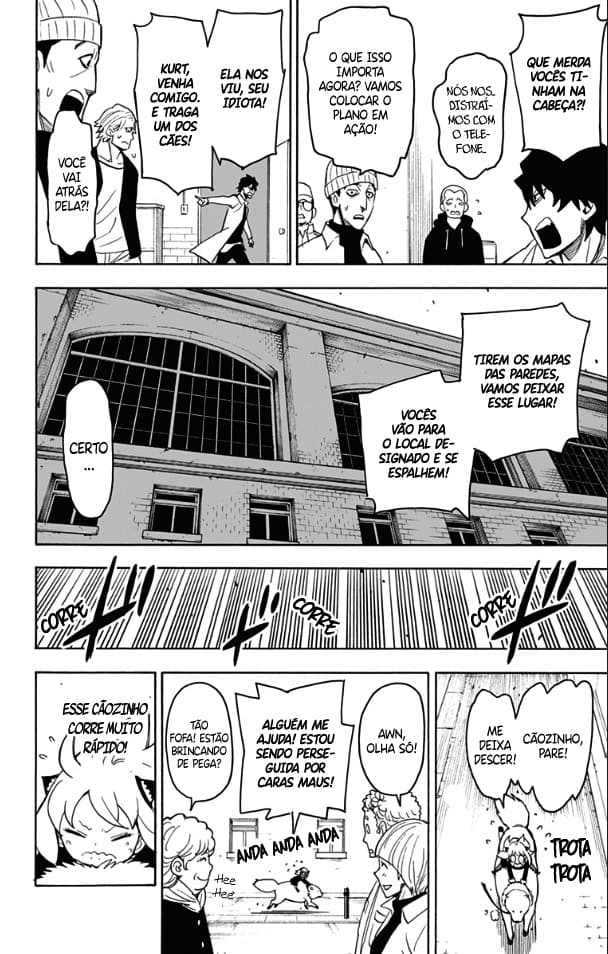 QUE MERDA
VOCÊS TI-
NHAM NA
CABEÇA?!
NÓS NOS...
DISTRAÍ-
MOS COM
O TELE-
FONE...
O QUE ISSO
IMPORTA
AGORA? VAMOS
COLOCAR O
PLANO EM
AÇÃO!
ELA NOS
VIU, SEU
IDIOTA!
KURT,
VENHA
COMIGO.
E TRAGA
UM DOS
CÃES!
VOCÊ
VAI
ATRÁS
DELA?!
TIREM OS MAPAS
DAS PAREDES,
VAMOS DEIXAR
ESSE LUGAR!
VOCÊS
VÃO PARA
O LOCAL DE-
SIGNADO E SE
ESPALHEM!
CERTO
...
CORRE
CORRE
CORRE
CÃOZINHO,
PARE!
ME
DEIXA
DESCER!
TROTA
TROTA
AWN,
OLHA SÓ!
ALGUÉM ME
AJUDA! ESTOU
SENDO PERSE-
GUIDA POR
CARAS MAUS!
ANDA ANDA ANDA
TÃO
FOFA! ESTÃO
BRINCANDO
DE PEGA?
Hee
Hee
ESSE CÃOZINHO
CORRE MUITO
RÁPIDO!